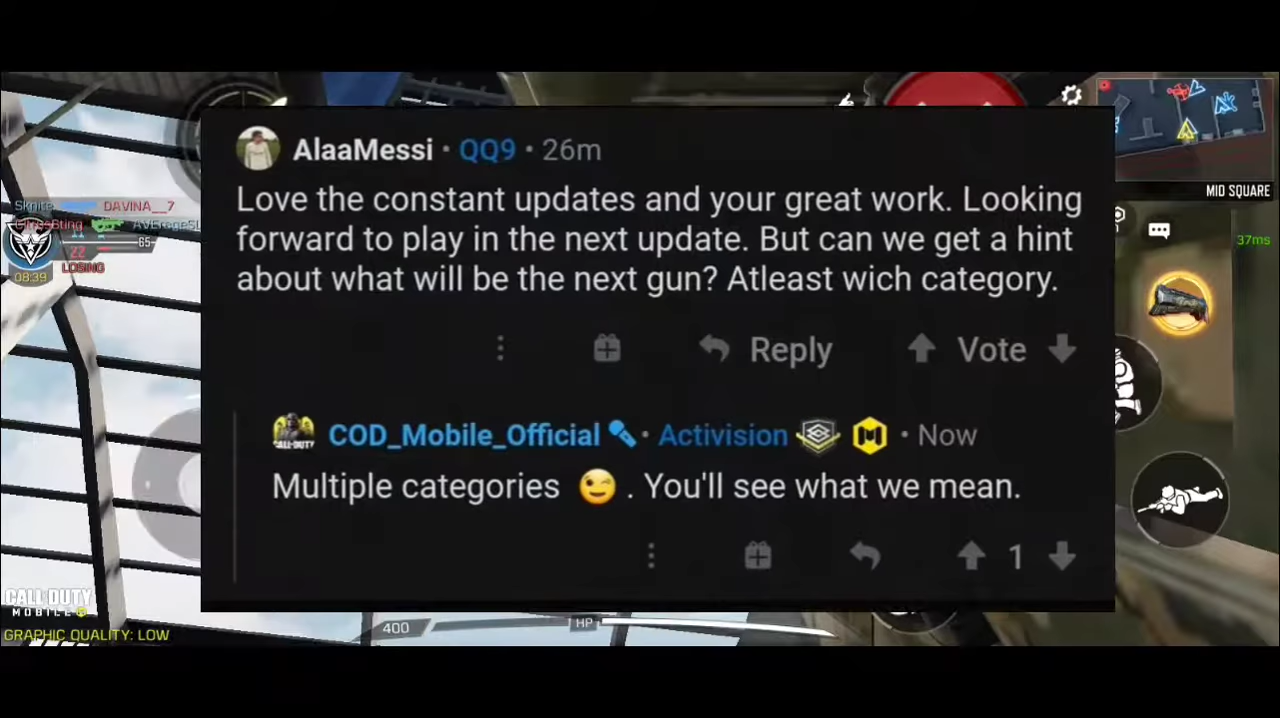 AlaaMessi • QQ9 • 26m
Love the constant updates and your great work. Looking
forward to play in the next update. But can we get a hint
about what will be the next gun? Atleast wich category.
Reply
Vote
COD_Mobile_Official • Activision • Now
Multiple categories 😉 . You'll see what we mean.
1
MID SQUARE
37ms
DAVINA__7
65
22
LOSING
08:39
CALL OF DUTY
MOBILE
GRAPHIC QUALITY: LOW
400
HP